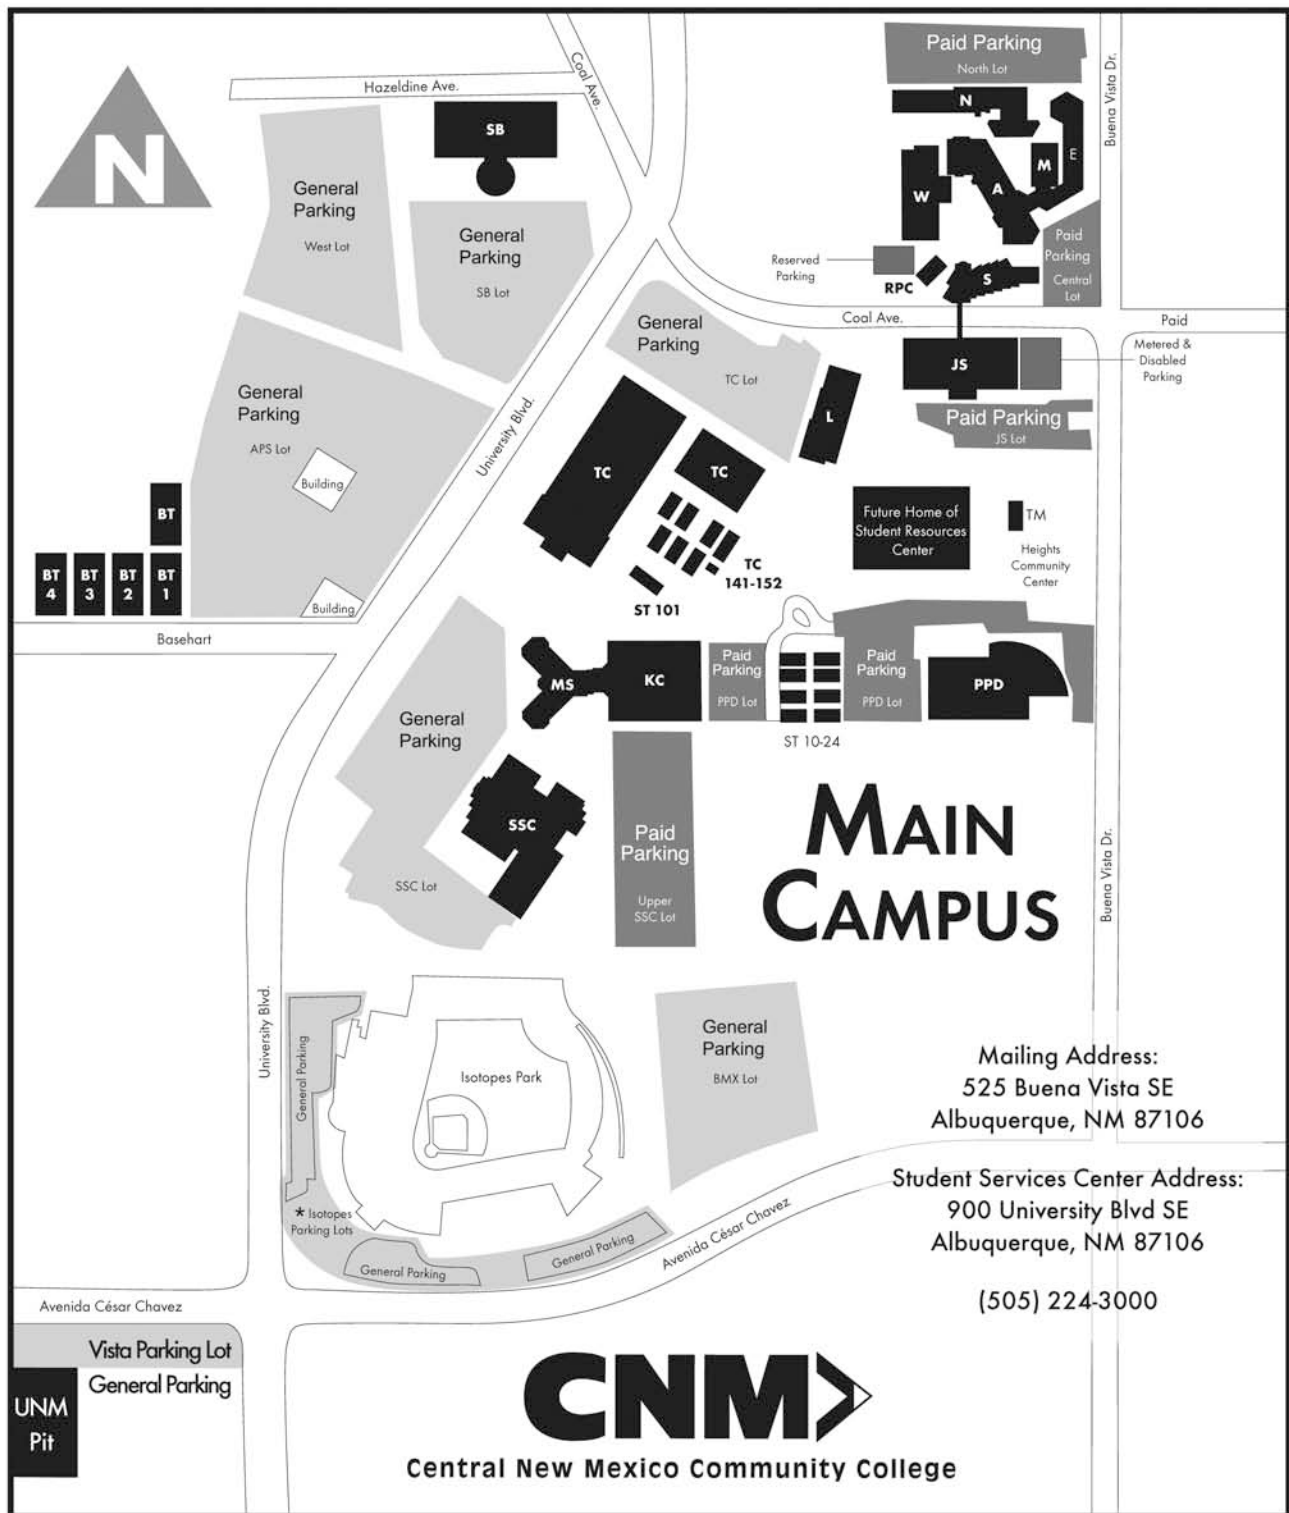 Paid Parking
North Lot
Hazeldine Ave.
Coal Ave.
Buena Vista Dr.
N
N
SB
M
E
A
W
General
Parking
West Lot
General
Parking
SB Lot
Paid
Parking
Central
Lot
Reserved
Parking
RPC
S
Coal Ave.
Paid
General
Parking
TC Lot
Metered &
Disabled
Parking
JS
General
Parking
APS Lot
University Blvd.
L
Paid Parking
JS Lot
Building
TC
TC
BT
Future Home of
Student Resources
Center
TM
Heights
Community
Center
BT
4
BT
3
BT
2
BT
1
TC
141-152
ST 101
Building
Basehart
MS
KC
Paid
Parking
PPD Lot
Paid
Parking
PPD Lot
PPD
ST 10-24
General
Parking
SSC
SSC Lot
Paid
Parking
Upper
SSC Lot
MAIN
CAMPUS
Buena Vista Dr.
University Blvd.
General Parking
Isotopes Park
General
Parking
BMX Lot
Mailing Address:
525 Buena Vista SE
Albuquerque, NM 87106
Student Services Center Address:
900 University Blvd SE
Albuquerque, NM 87106
(505) 224-3000
* Isotopes
Parking Lots
General Parking
General Parking
Avenida César Chavez
Avenida César Chavez
Vista Parking Lot
General Parking
UNM
Pit
CNM
Central New Mexico Community College